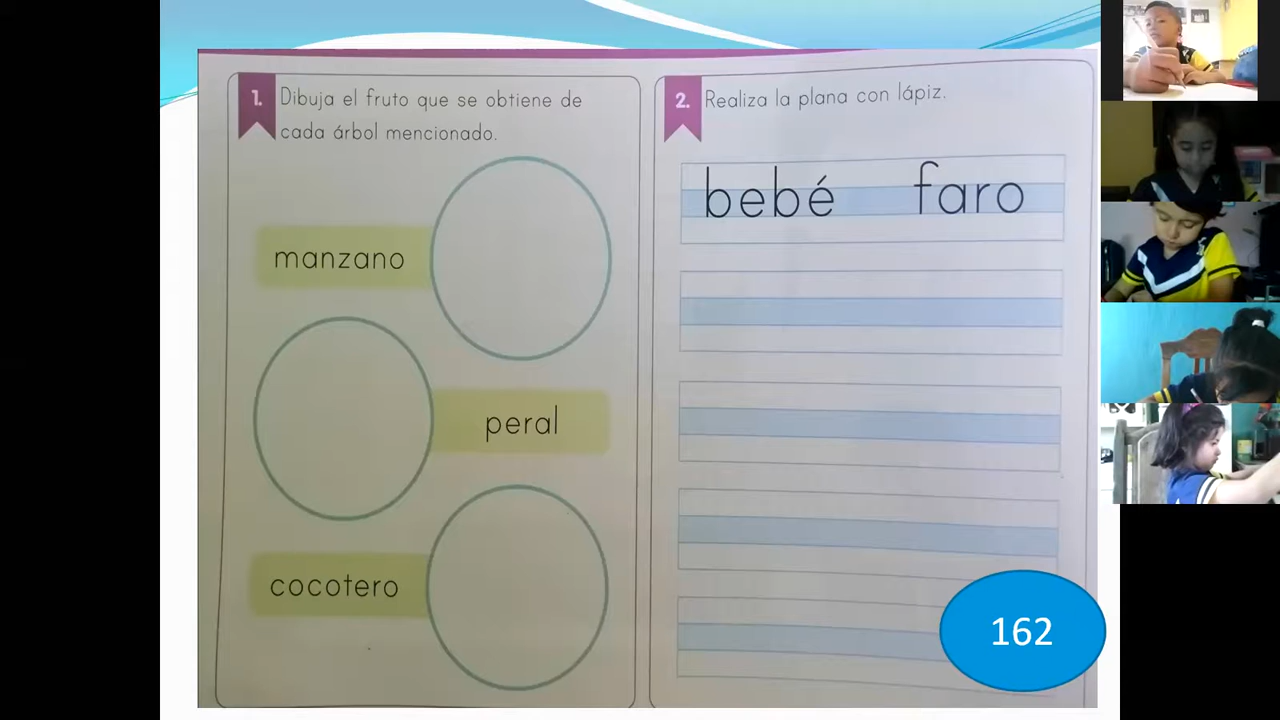 1.
Dibuja el fruto que se obtiene de
cada árbol mencionado.
manzano
peral
cocotero
2.
Realiza la plana con lápiz.
bebé faro
162